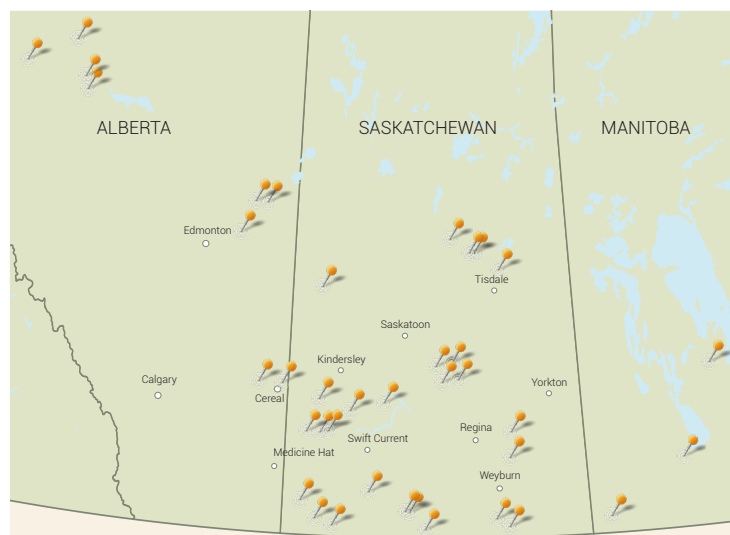 ALBERTA
SASKATCHEWAN
MANITOBA
Edmonton
Tisdale
Saskatoon
Kindersley
Calgary
Yorkton
Cereal
Regina
Swift Current
Medicine Hat
Weyburn